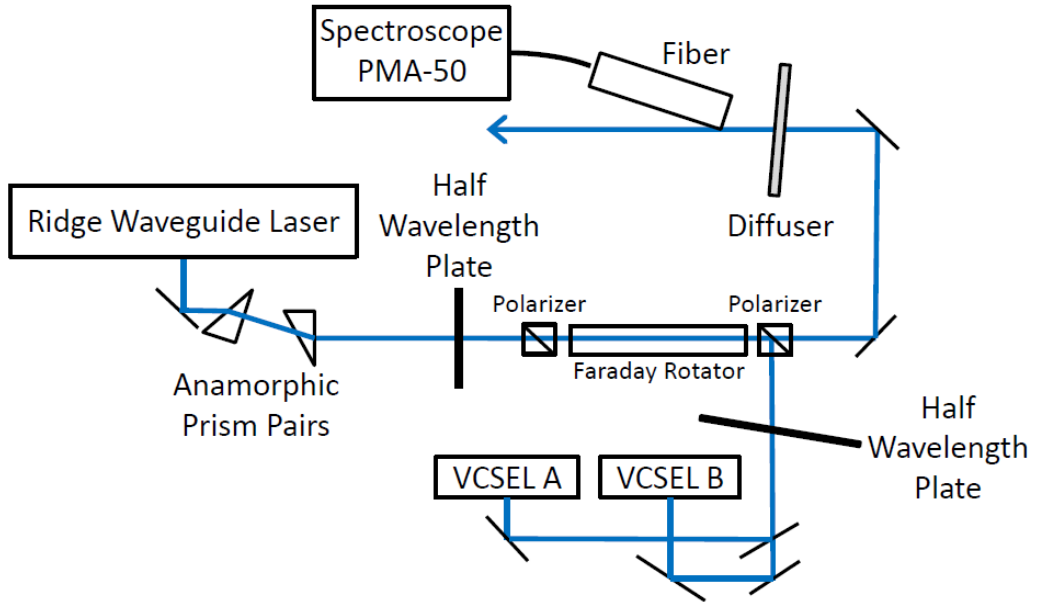 Spectroscope
PMA-50
Fiber
Half
Wavelength
Plate
Ridge Waveguide Laser
Diffuser
Polarizer
Polarizer
Faraday Rotator
Anamorphic
Prism Pairs
Half
Wavelength
Plate
VCSEL A
VCSEL B